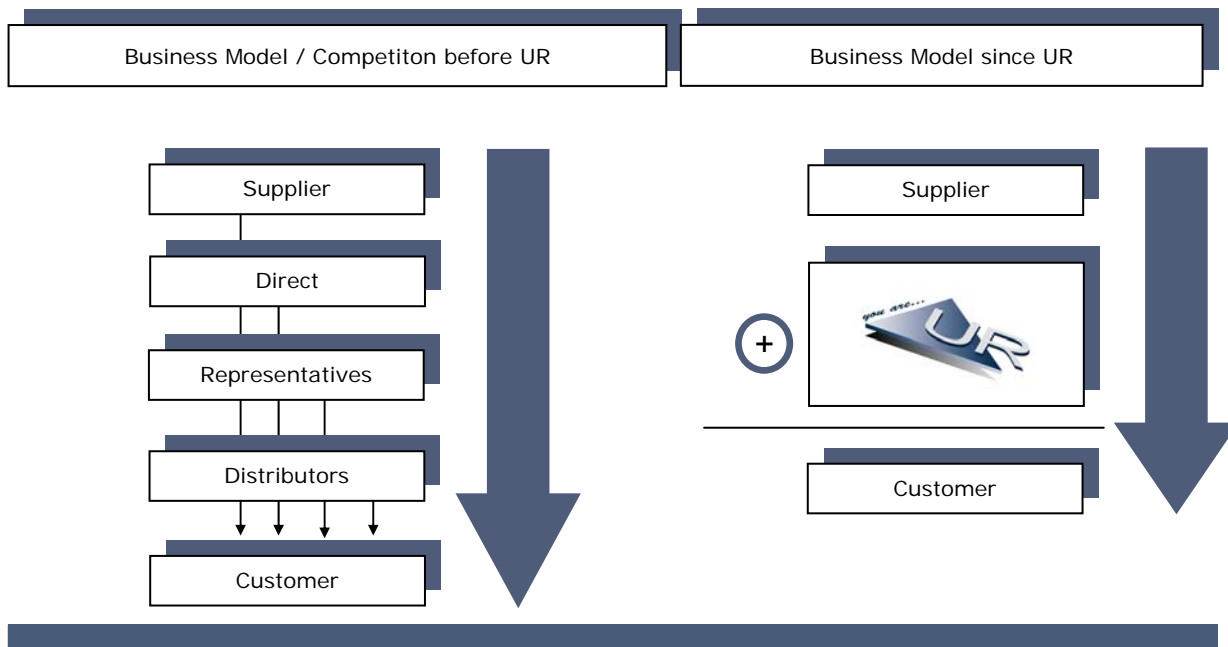 Business Model / Competiton before UR
Business Model since UR
Supplier
Direct
Representatives
Distributors
Customer
Supplier
you are...
UR
+
Customer